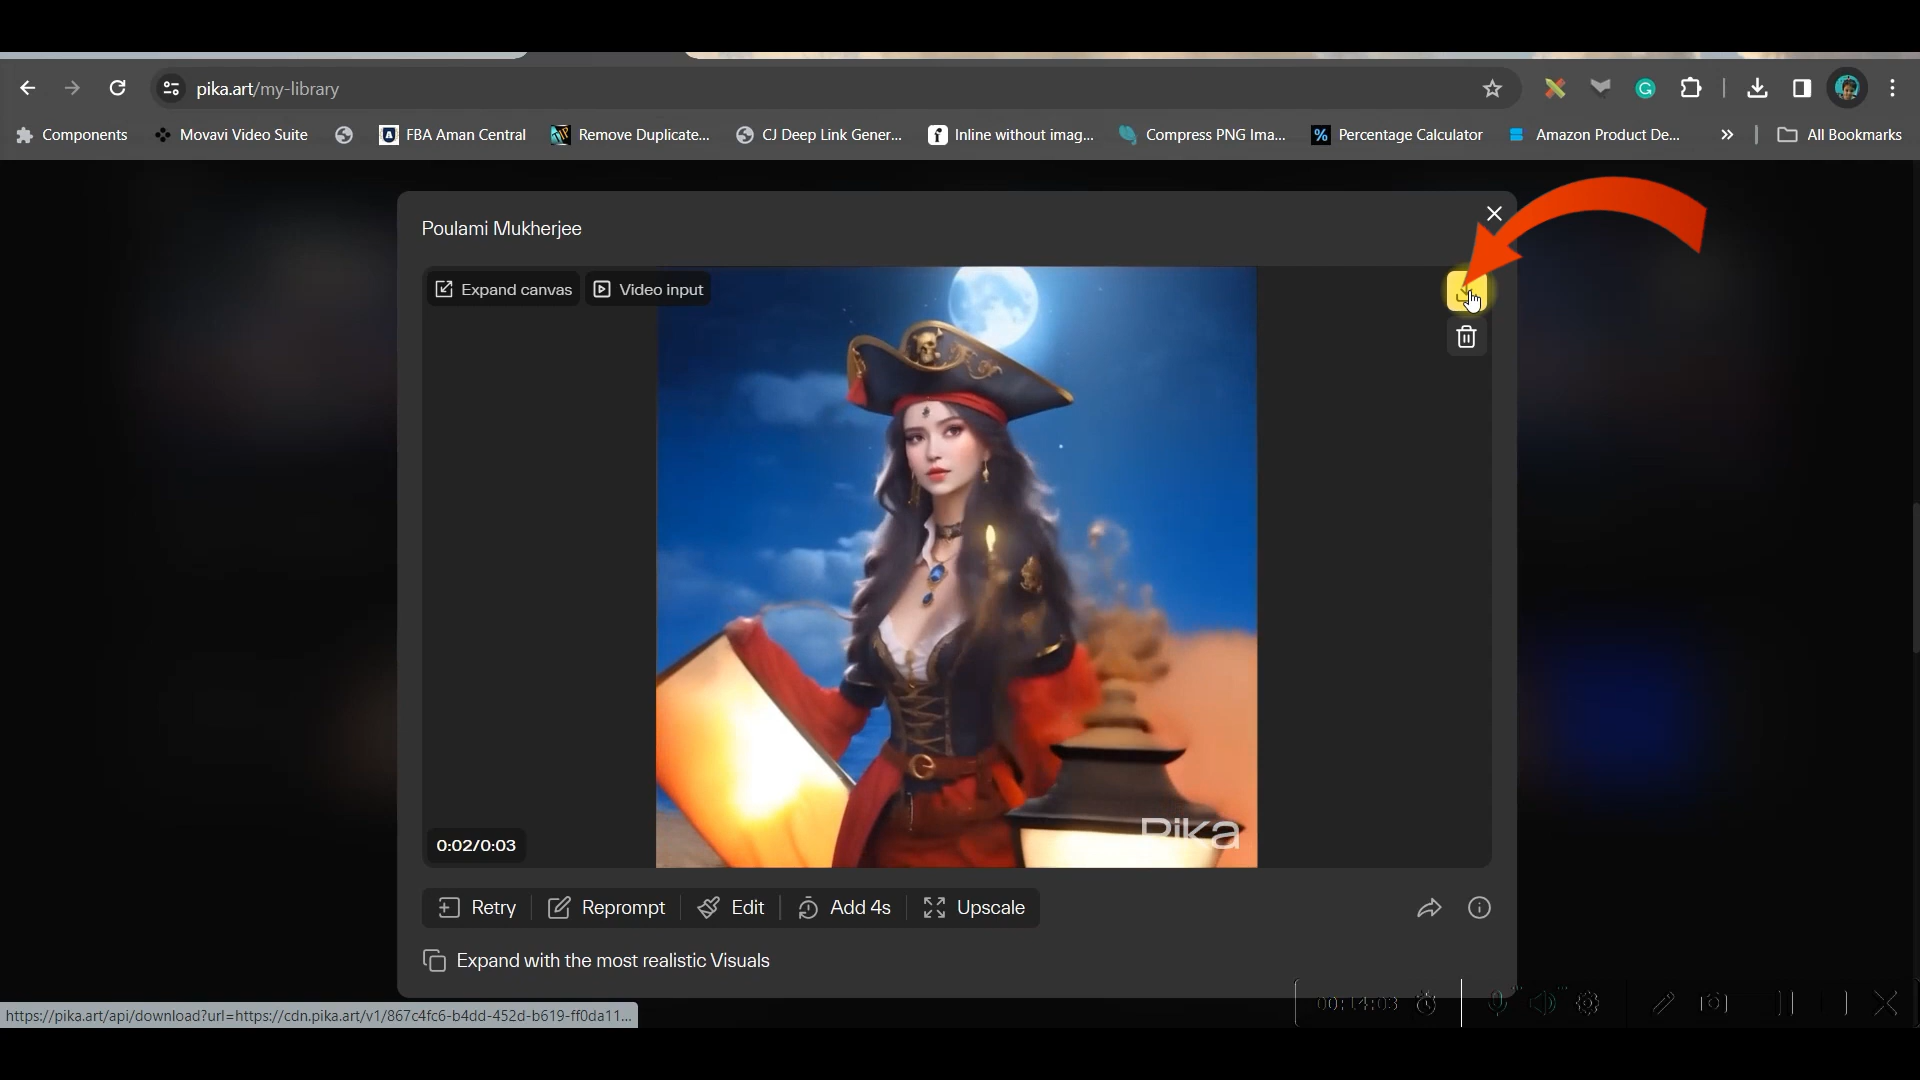 pika.art/my-library
Components
Movavi Video Suite
FBA Aman Central
Remove Duplicate...
CJ Deep Link Gener...
Inline without imag...
Compress PNG Ima...
Percentage Calculator
Amazon Product De...
All Bookmarks
Poulami Mukherjee
Expand canvas
Video input
Pika
0:02/0:03
Retry
Reprompt
Edit
Add 4s
Upscale
Expand with the most realistic Visuals
00:14:03
https://pika.art/api/download?url=https://cdn.pika.art/v1/867c4fc6-b4dd-452d-b619-ff0da11...